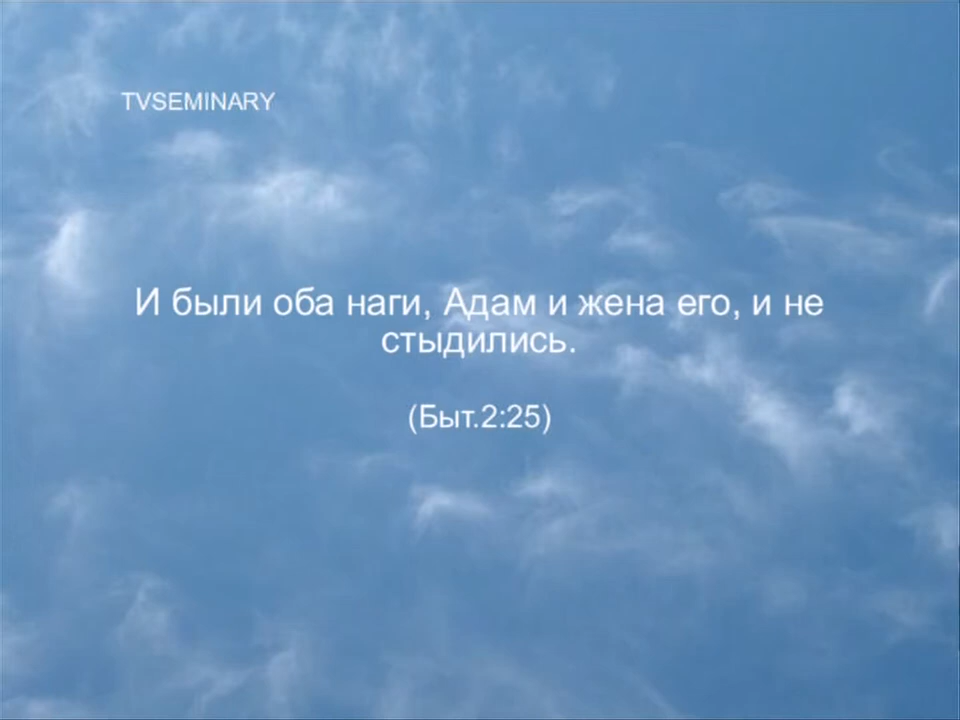 TVSEMINARY
И были оба наги, Адам и жена его, и не
стыдились.
(Быт.2:25)